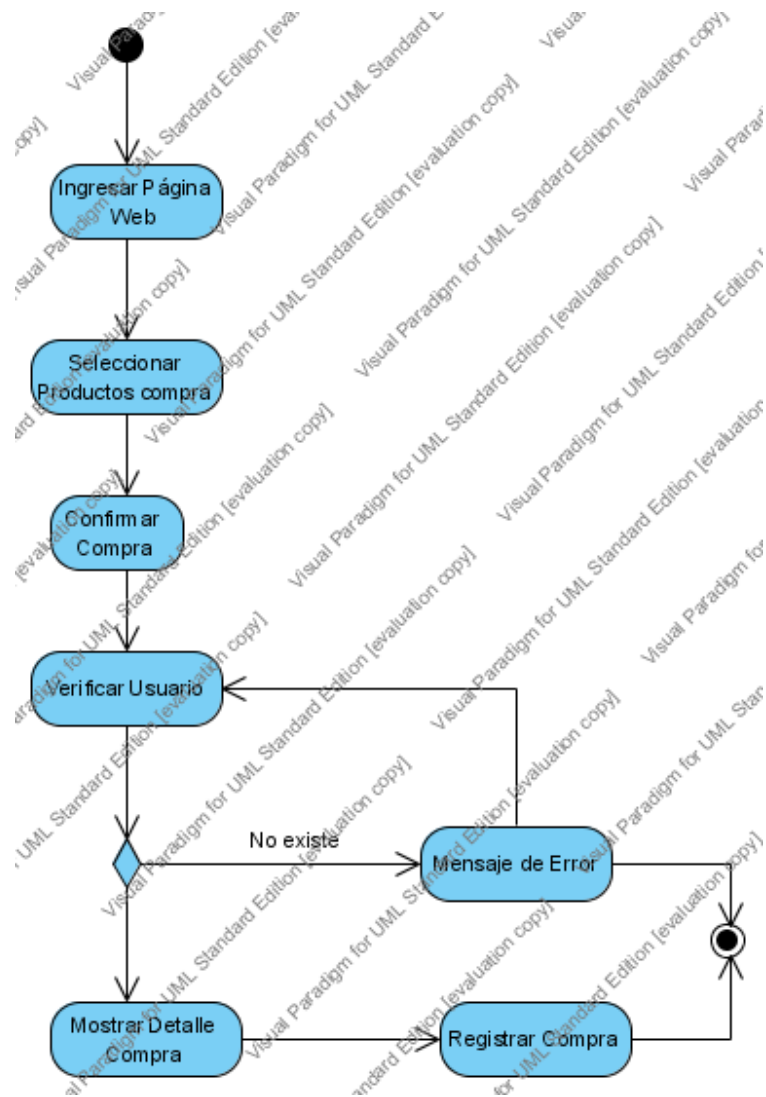 Ingresar Página
Web
Seleccionar
Productos compra
Confirmar
Compra
Verificar Usuario
No existe
Mensaje de Error
Mostrar Detalle
Compra
Registrar Compra
Visual Paradigm for UML Standard Edition [evaluation copy]